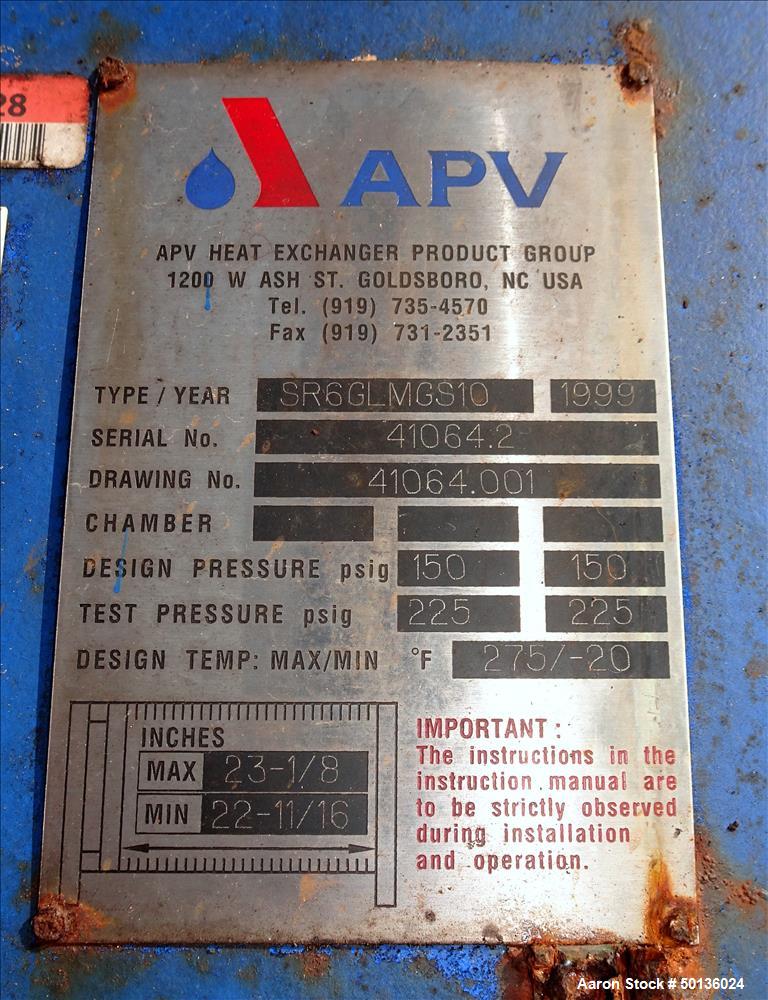 28
APV
APV HEAT EXCHANGER PRODUCT GROUP
1200 W ASH ST. GOLDSBORO, NC USA
Tel. (919) 735-4570
Fax (919) 731-2351
TYPE / YEAR SR6GLMGS10 1999
SERIAL No. 41064.2
DRAWING No. 41064.001
CHAMBER
DESIGN PRESSURE psig 150 150
TEST PRESSURE psig 225 225
DESIGN TEMP: MAX/MIN °F 275/-20
INCHES
MAX 23-1/8
MIN 22-11/16
IMPORTANT :
The instructions in the
instruction manual are
to be strictly observed
during installation
and operation.
Aaron Stock # 50136024